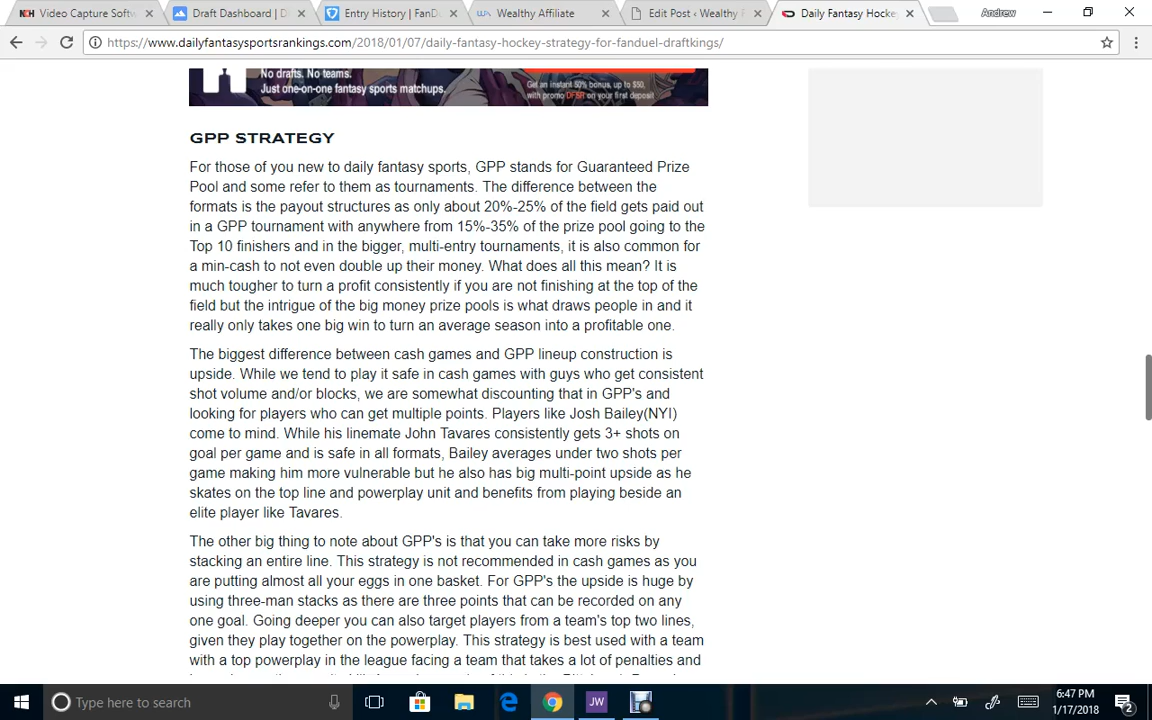 Video Capture Softw
Draft Dashboard | D
Entry History | FanDu
Wealthy Affiliate
Edit Post ‹ Wealthy
Daily Fantasy Hocke
Andrew
https://www.dailyfantasysportsrankings.com/2018/01/07/daily-fantasy-hockey-strategy-for-fanduel-draftkings/
No drafts. No teams.
Just one-on-one fantasy sports matchups.
Get an instant 50% bonus, up to $50,
with promo DFSR on your first deposit
GPP STRATEGY
For those of you new to daily fantasy sports, GPP stands for Guaranteed Prize
Pool and some refer to them as tournaments. The difference between the
formats is the payout structures as only about 20%-25% of the field gets paid out
in a GPP tournament with anywhere from 15%-35% of the prize pool going to the
Top 10 finishers and in the bigger, multi-entry tournaments, it is also common for
a min-cash to not even double up their money. What does all this mean? It is
much tougher to turn a profit consistently if you are not finishing at the top of the
field but the intrigue of the big money prize pools is what draws people in and it
really only takes one big win to turn an average season into a profitable one.
The biggest difference between cash games and GPP lineup construction is
upside. While we tend to play it safe in cash games with guys who get consistent
shot volume and/or blocks, we are somewhat discounting that in GPP's and
looking for players who can get multiple points. Players like Josh Bailey(NYI)
come to mind. While his linemate John Tavares consistently gets 3+ shots on
goal per game and is safe in all formats, Bailey averages under two shots per
game making him more vulnerable but he also has big multi-point upside as he
skates on the top line and powerplay unit and benefits from playing beside an
elite player like Tavares.
The other big thing to note about GPP's is that you can take more risks by
stacking an entire line. This strategy is not recommended in cash games as you
are putting almost all your eggs in one basket. For GPP's the upside is huge by
using three-man stacks as there are three points that can be recorded on any
one goal. Going deeper you can also target players from a team's top two lines,
given they play together on the powerplay. This strategy is best used with a team
with a top powerplay in the league facing a team that takes a lot of penalties and
Type here to search
JW
6:47 PM
1/17/2018
2